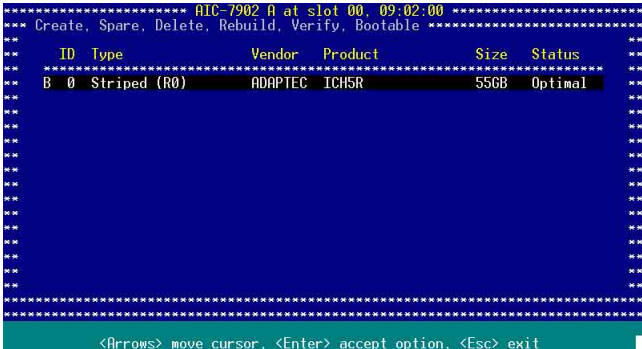 AIC-7902 A at slot 00, 09:02:00
Create, Spare, Delete, Rebuild, Verify, Bootable
ID Type Vendor Product Size Status
B 0 Striped (R0) ADAPTEC ICH5R 55GB Optimal
<Arrows> move cursor, <Enter> accept option, <Esc> exit